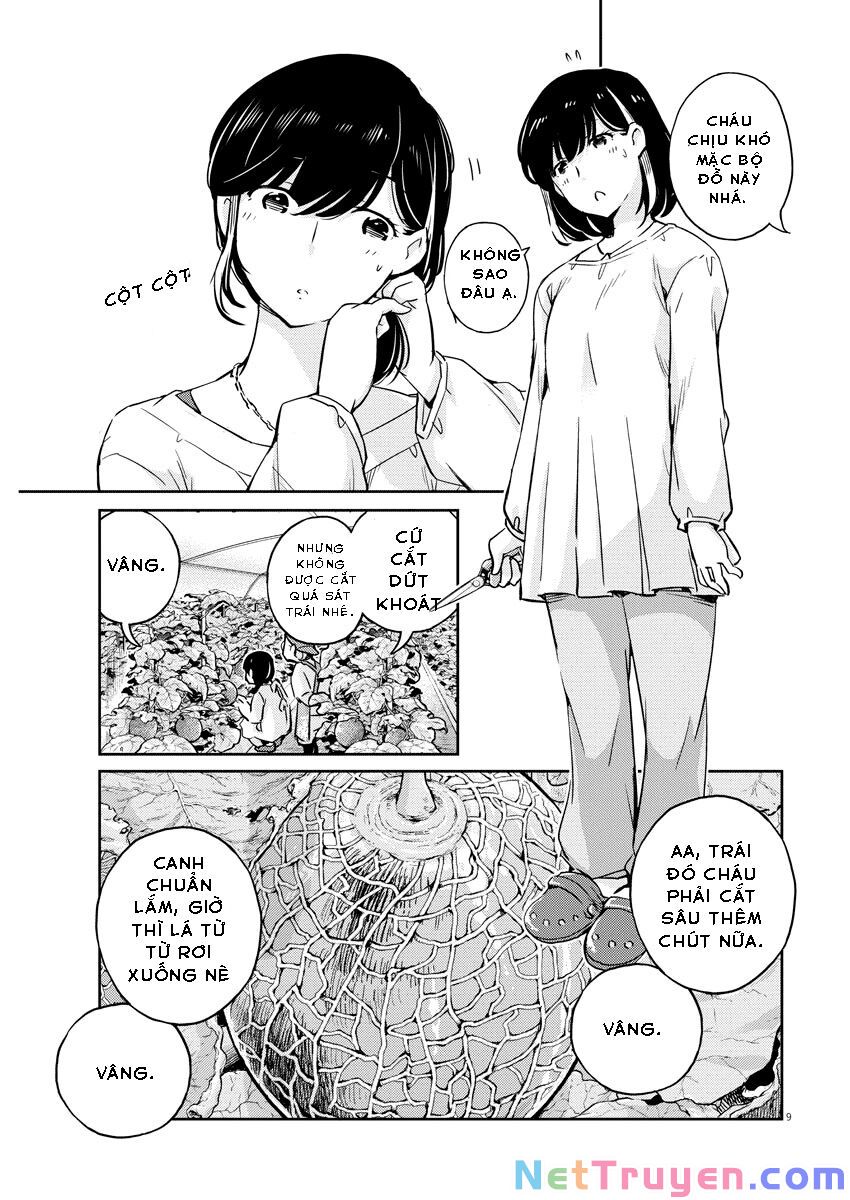 CHÁU
CHỊU KHÓ
MẶC BỘ
ĐỖ NÀY
NHÁ.
KHÔNG
SAO
ĐÂU Ạ.
CỘT CỘT
CỨ
CẮT
DỨT
KHOÁT
NHƯNG
KHÔNG
ĐƯỢC CẮT
QUÁ SÁT
TRÁI NHÉ.
VÂNG.
AA, TRÁI
ĐÓ CHÁU
PHẢI CẮT
SÂU THÊM
CHÚT NỮA.
VÂNG.
CANH
CHUẨN
LẮM, GIỜ
THÌ LÁ TỪ
TỪ RƠI
XUỐNG NÈ
VÂNG.
9
NetTruyen.com